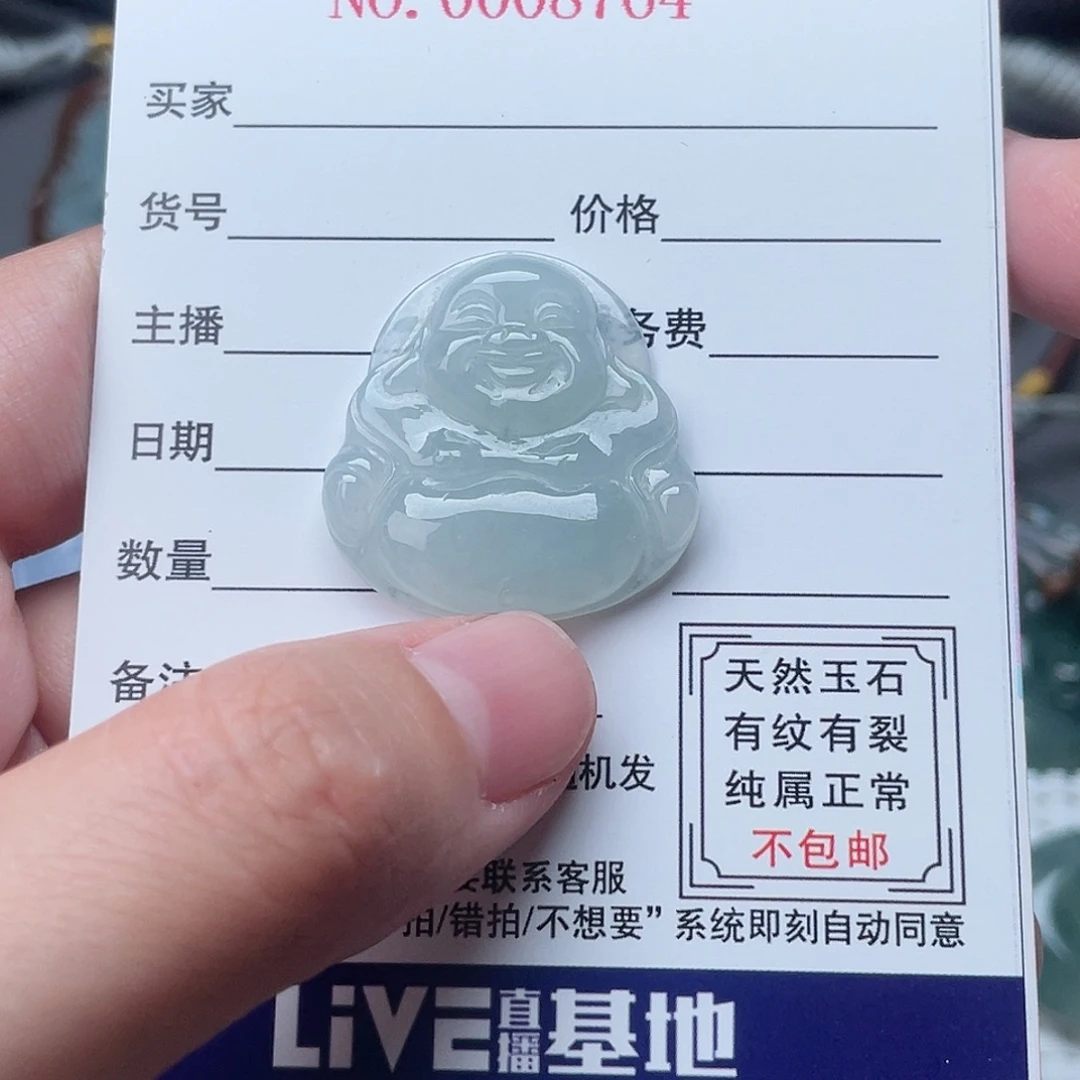 NO.0008764
买家
货号 价格
主播 务费
日期
数量
备注
机发
天然玉石
有纹有裂
纯属正常
不包邮
联系客服
拍/错拍/不想要”系统即刻自动同意
LiVE直播基地